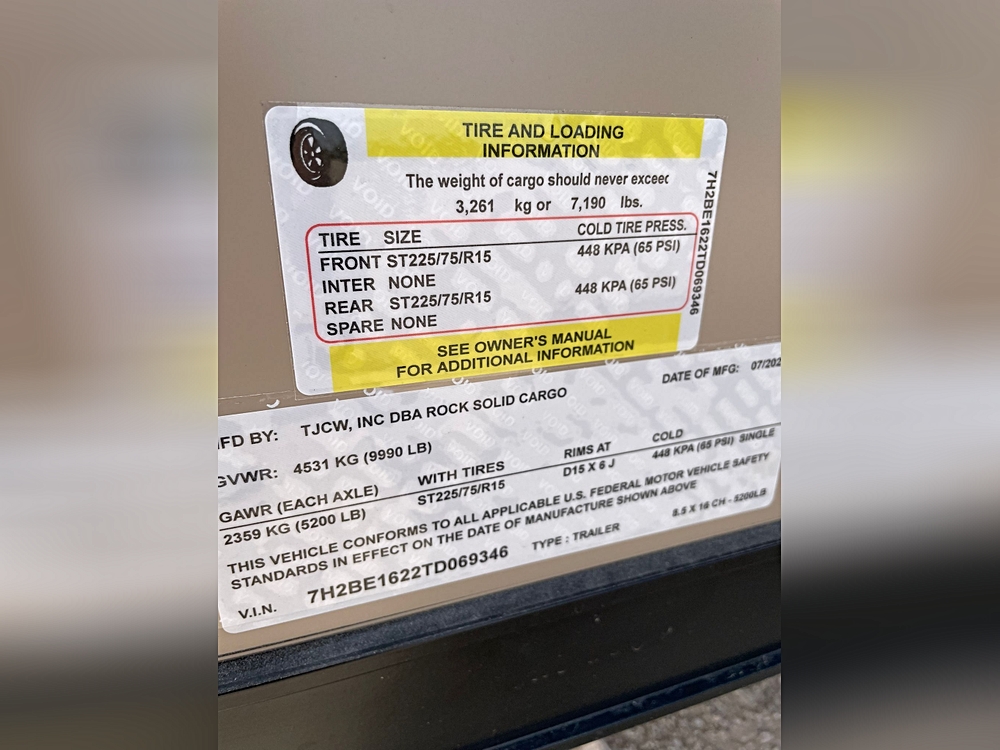 TIRE AND LOADING
INFORMATION
The weight of cargo should never exceed
3,261 kg or 7,190 lbs.
TIRE SIZE COLD TIRE PRESS.
FRONT ST225/75/R15 448 KPA (65 PSI)
INTER NONE
REAR ST225/75/R15 448 KPA (65 PSI)
SPARE NONE
SEE OWNER'S MANUAL
FOR ADDITIONAL INFORMATION
7H2BE1622TD069346
MFD BY: TJCW, INC DBA ROCK SOLID CARGO DATE OF MFG: 07/202
GVWR: 4531 KG (9990 LB)
GAWR (EACH AXLE) WITH TIRES RIMS AT COLD
2359 KG (5200 LB) ST225/75/R15 D15 X 6 J 448 KPA (65 PSI) SINGLE
THIS VEHICLE CONFORMS TO ALL APPLICABLE U.S. FEDERAL MOTOR VEHICLE SAFETY
STANDARDS IN EFFECT ON THE DATE OF MANUFACTURE SHOWN ABOVE
V.I.N. 7H2BE1622TD069346 TYPE : TRAILER 8.5 X 16 CH - 5200LB